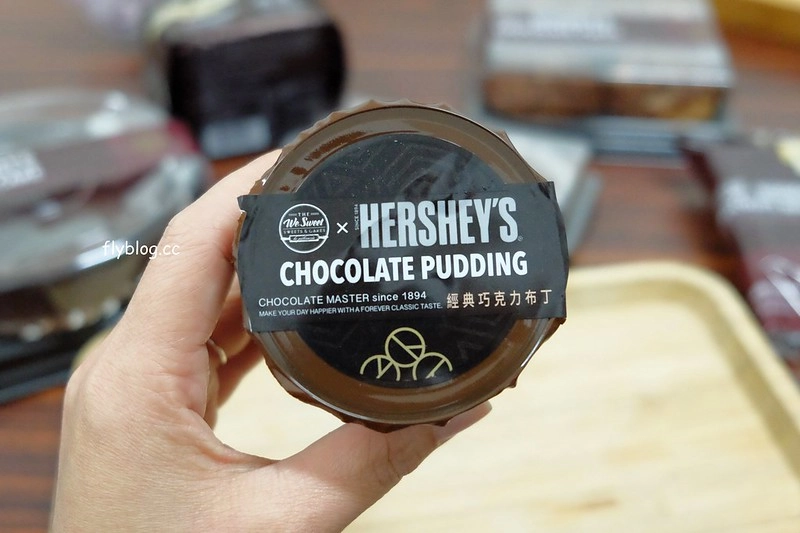 THE
We Sweet
SWEETS & CAKES
×
SINCE 1894
HERSHEY'S
CHOCOLATE PUDDING
CHOCOLATE MASTER since 1894
MAKE YOUR DAY HAPPIER WITH A FOREVER CLASSIC TASTE.
經典巧克力布丁
flyblog.cc